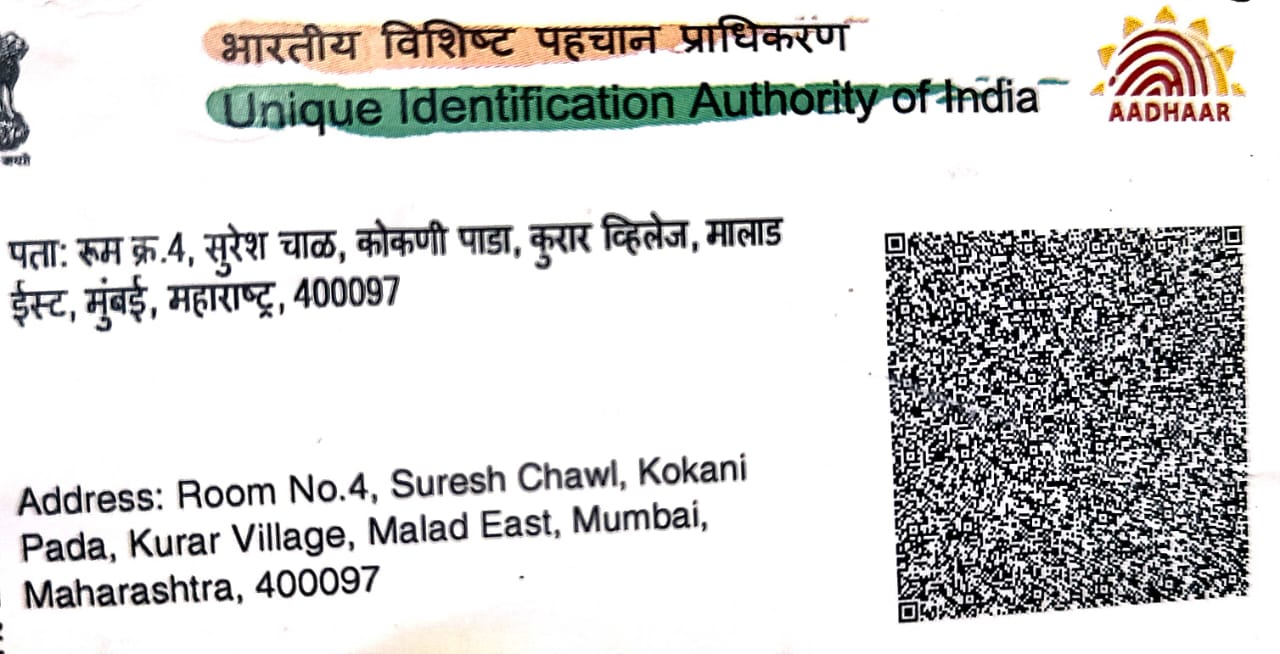 भारतीय विशिष्ट पहचान प्राधिकरण
Unique Identification Authority of India
AADHAAR
पता: रूम क्र.4, सुरेश चाळ, कोकणी पाडा, कुरार व्हिलेज, मालाड
ईस्ट, मुंबई, महाराष्ट्र, 400097
Address: Room No.4, Suresh Chawl, Kokani
Pada, Kurar Village, Malad East, Mumbai,
Maharashtra, 400097